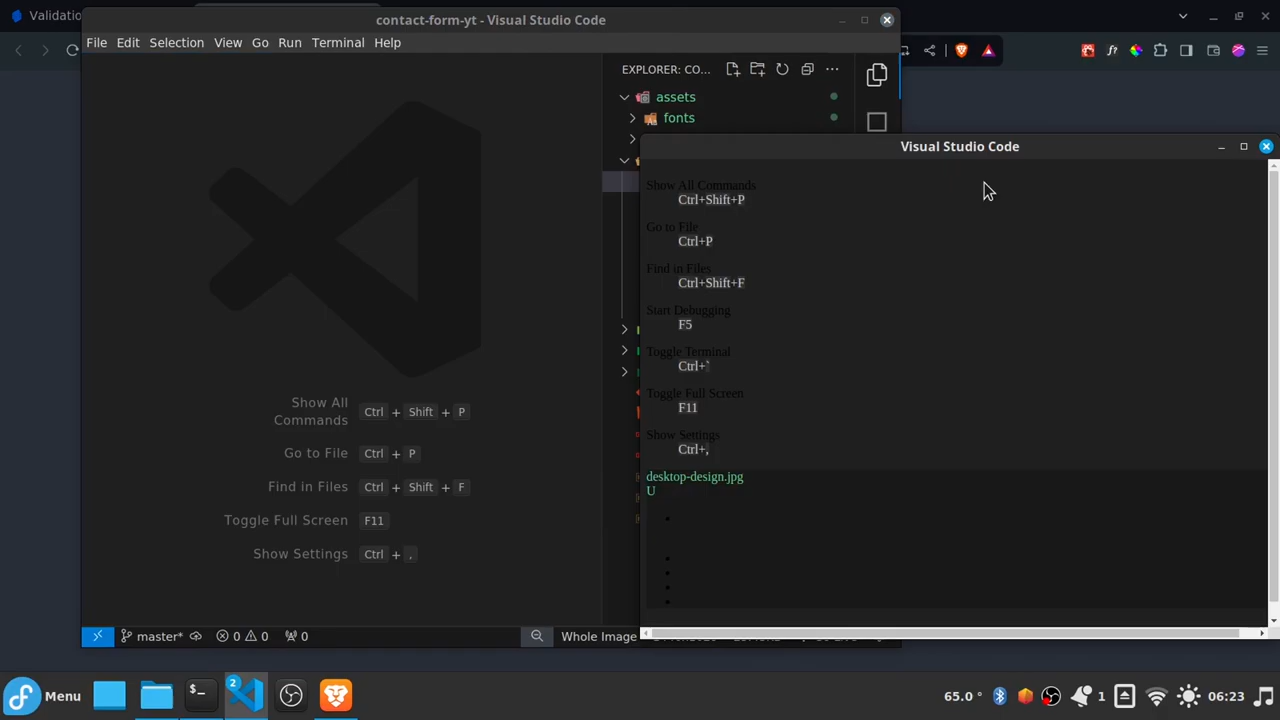 Validatio
contact-form-yt - Visual Studio Code
File Edit Selection View Go Run Terminal Help
EXPLORER: CO...
assets
fonts
Show All Commands
Ctrl + Shift + P
Go to File
Ctrl + P
Find in Files
Ctrl + Shift + F
Toggle Full Screen
F11
Show Settings
Ctrl + ,
master*
0 0
0
Whole Image
Visual Studio Code
Show All Commands
Ctrl+Shift+P
Go to File
Ctrl+P
Find in Files
Ctrl+Shift+F
Start Debugging
F5
Toggle Terminal
Ctrl+`
Toggle Full Screen
F11
Show Settings
Ctrl+,
desktop-design.jpg
U
Menu
2
65.0 °
1
06:23